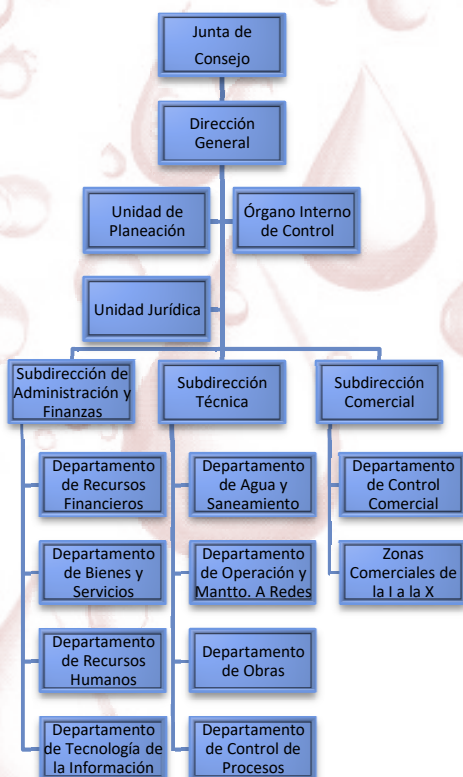 Junta de
Consejo
Dirección
General
Unidad de
Planeación
Órgano Interno
de Control
Unidad Jurídica
Subdirección de
Administración y
Finanzas
Subdirección
Técnica
Subdirección
Comercial
Departamento
de Recursos
Financieros
Departamento
de Agua y
Saneamiento
Departamento
de Control
Comercial
Departamento
de Bienes y
Servicios
Departamento
de Operación y
Mantto. A Redes
Zonas
Comerciales de
la I a la X
Departamento
de Recursos
Humanos
Departamento
de Obras
Departamento
de Tecnología de
la Información
Departamento
de Control de
Procesos